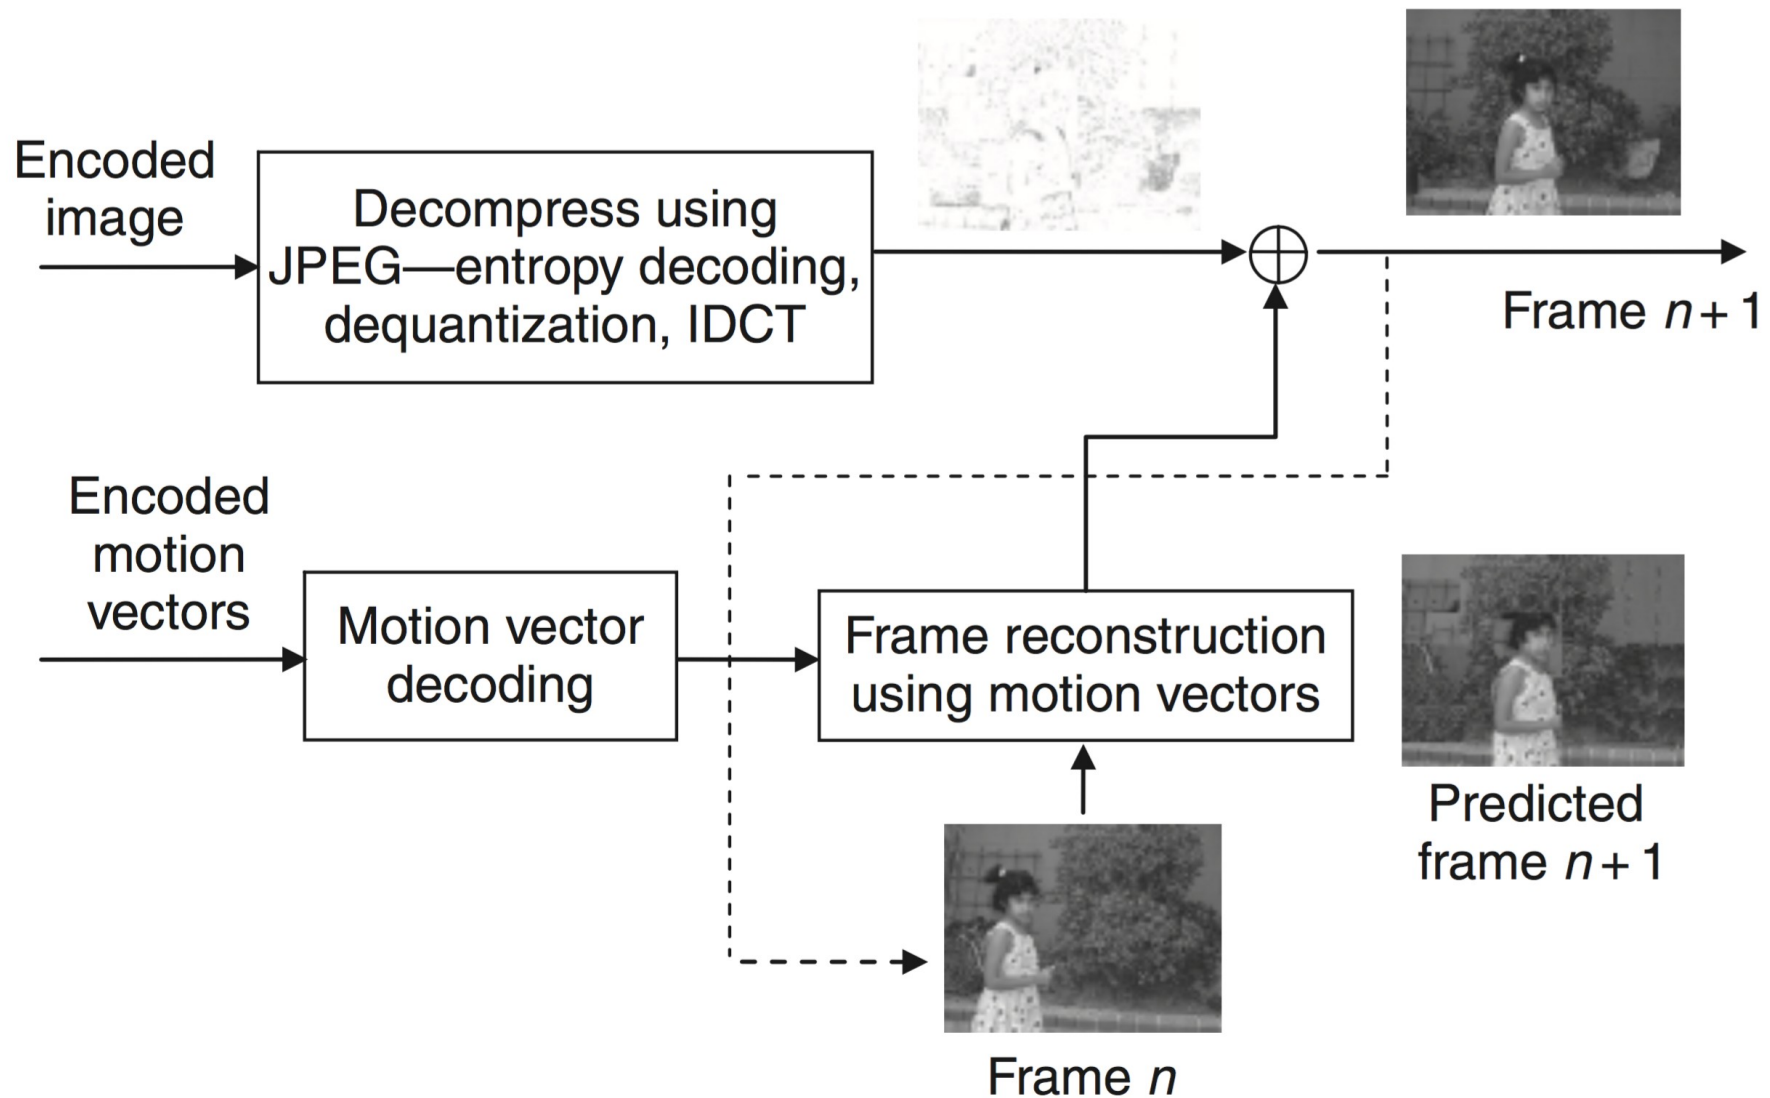 Encoded
image
Decompress using
JPEG—entropy decoding,
dequantization, IDCT
Frame n + 1
Encoded
motion
vectors
Motion vector
decoding
Frame reconstruction
using motion vectors
Predicted
frame n + 1
Frame n